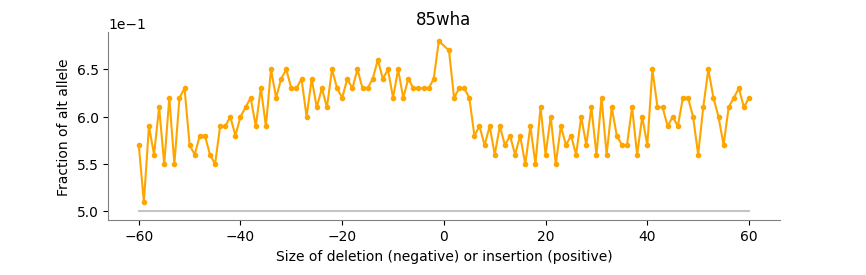 85wha
1e−1
6.5
6.0
5.5
5.0
Fraction of alt allele
−60 −40 −20 0 20 40 60
Size of deletion (negative) or insertion (positive)